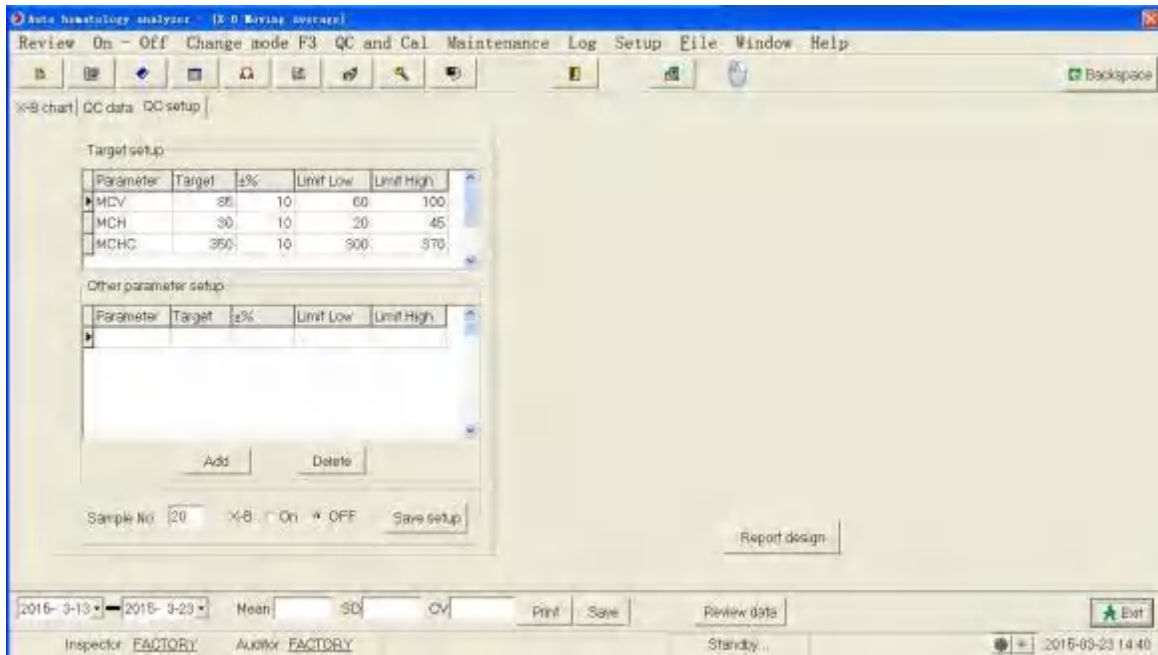 Auto hematology analyzer - [X-B Moving average]
Review On - Off Change mode F3 QC and Cal Maintenance Log Setup File Window Help
Backspace
X-B chart QC data QC setup
Target setup
Parameter Target ±% Limit Low Limit High
MCV 85 10 60 100
MCH 30 10 20 45
MCHC 350 10 300 370
Other parameter setup
Parameter Target ±% Limit Low Limit High
Add Delete
Sample No 20 X-B On OFF Save setup
Report design
2015- 3-13 2015- 3-23 Mean SD CV Print Save Review data Exit
Inspector FACTORY Auditor FACTORY Standby... 2015-03-23 14:40